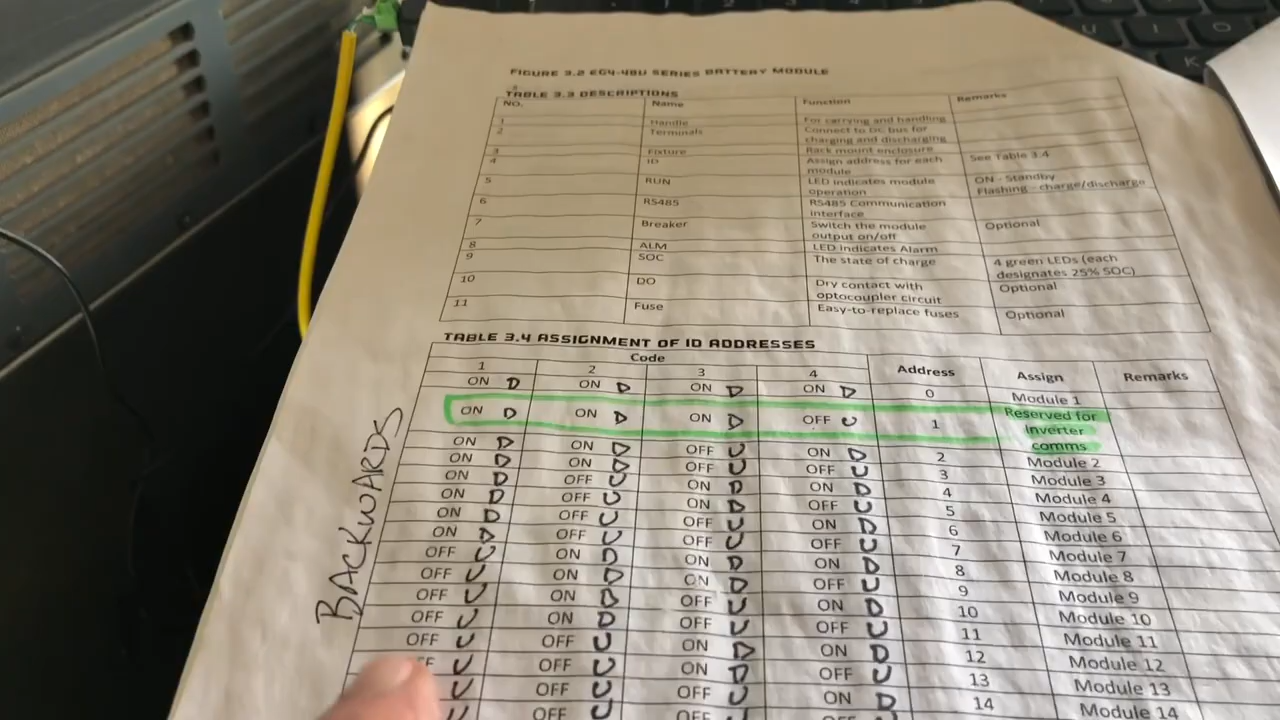 FIGURE 3.2 EG4-48V SERIES BATTERY MODULE
TABLE 3.3 DESCRIPTIONS
NO. Name Function Remarks
1 Handle For carrying and handling
2 Terminals Connect to DC bus for
charging and discharging
3 Fixture Rack mount enclosure
4 ID Assign address for each See Table 3.4
module
5 RUN LED indicates module ON - Standby
operation Flashing - charge/discharge
6 RS485 RS485 Communication
interface
7 Breaker Switch the module Optional
output on/off
8 ALM LED Indicates Alarm
9 SOC The state of charge 4 green LEDs (each
designates 25% SOC)
10 DO Dry contact with Optional
optocoupler circuit
11 Fuse Easy-to-replace fuses Optional
TABLE 3.4 ASSIGNMENT OF ID ADDRESSES
Code Address Assign Remarks
1 2 3 4
ON D ON D ON D ON D 0 Module 1
ON D ON D ON D OFF U 1 Reserved for
Inverter
comms
ON D ON D OFF U ON D 2 Module 2
ON D ON D OFF U OFF U 3 Module 3
ON D OFF U ON D ON D 4 Module 4
ON D OFF U ON D OFF U 5 Module 5
ON D OFF U OFF U ON D 6 Module 6
ON D OFF U OFF U OFF U 7 Module 7
OFF U ON D ON D ON D 8 Module 8
OFF U ON D ON D OFF U 9 Module 9
OFF U ON D OFF U ON D 10 Module 10
OFF U ON D OFF U OFF U 11 Module 11
OFF U OFF U ON D ON D 12 Module 12
U OFF U ON D OFF U 13 Module 13
U OFF U OFF U ON D 14 Module 14
U OFF U OFF U OFF
BACKWARDS
U I K